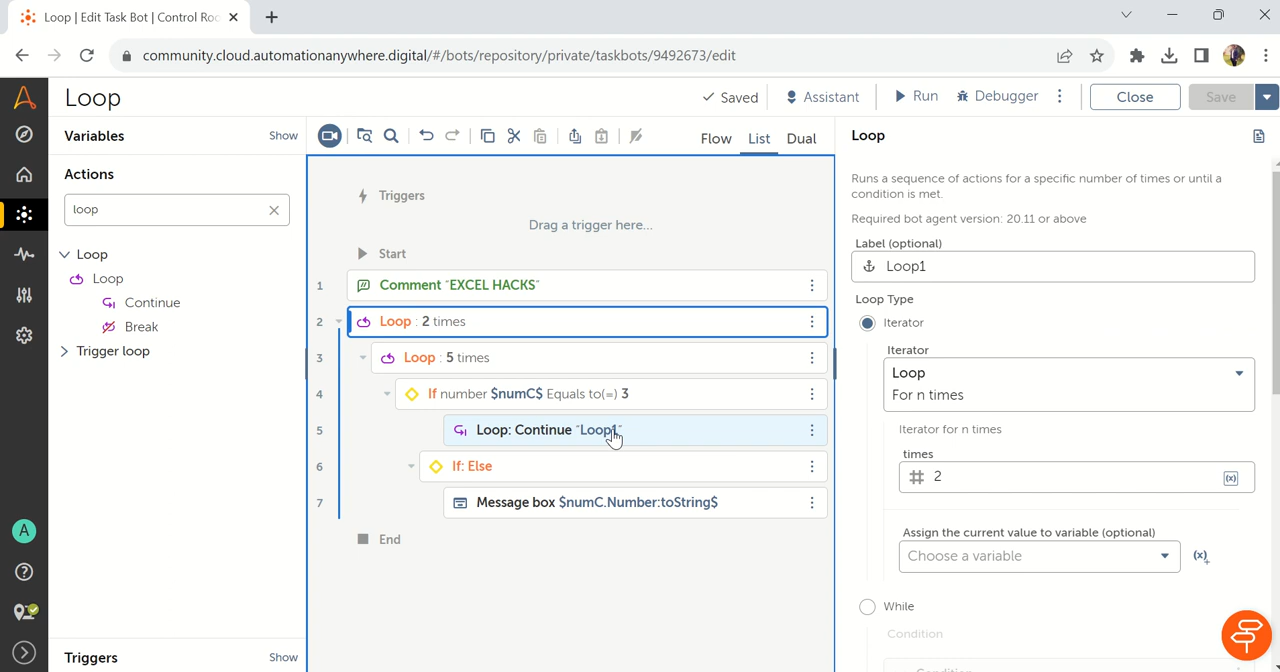 Loop | Edit Task Bot | Control Roo
community.cloud.automationanywhere.digital/#/bots/repository/private/taskbots/9492673/edit
Loop
Saved
Assistant
Run
Debugger
Close
Save
Variables
Show
Flow
List
Dual
Loop
Actions
loop
Loop
Loop
Continue
Break
Trigger loop
Triggers
Show
Triggers
Drag a trigger here...
Start
1 Comment "EXCEL HACKS"
2 Loop : 2 times
3 Loop : 5 times
4 If number $numC$ Equals to(=) 3
5 Loop: Continue "Loop1"
6 If: Else
7 Message box $numC.Number:toString$
End
Runs a sequence of actions for a specific number of times or until a
condition is met.
Required bot agent version: 20.11 or above
Label (optional)
Loop1
Loop Type
Iterator
Iterator
Loop
For n times
Iterator for n times
times
2
(x)
Assign the current value to variable (optional)
Choose a variable
(x)+
While
Condition
Condition
A